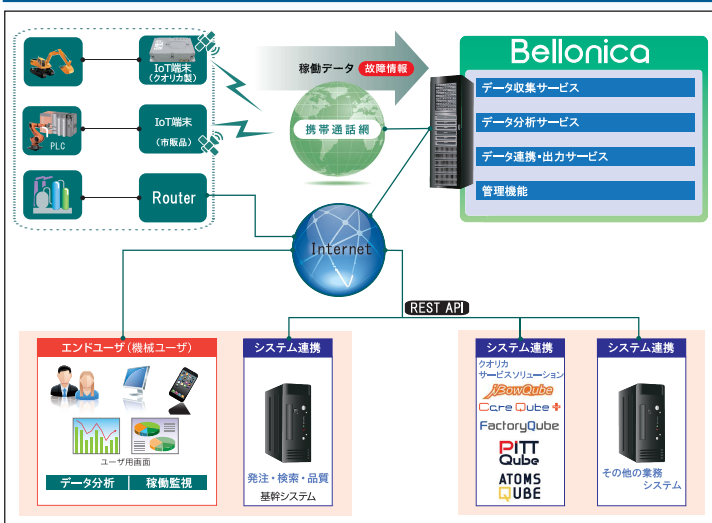 IoT端末
(クオリカ製)
稼働データ 故障情報
Bellonica
データ収集サービス
データ分析サービス
データ連携・出力サービス
管理機能
PLC
IoT端末
(市販品)
携帯通話網
Router
Internet
REST API
エンドユーザ(機械ユーザ)
ユーザ用画面
データ分析
稼働監視
システム連携
発注・検索・品質
基幹システム
システム連携
クオリカ
サービスソリューション
jBowQube
Care Qube+
FactoryQube
PITT
Qube
ATOMS
QUBE
システム連携
その他の業務
システム